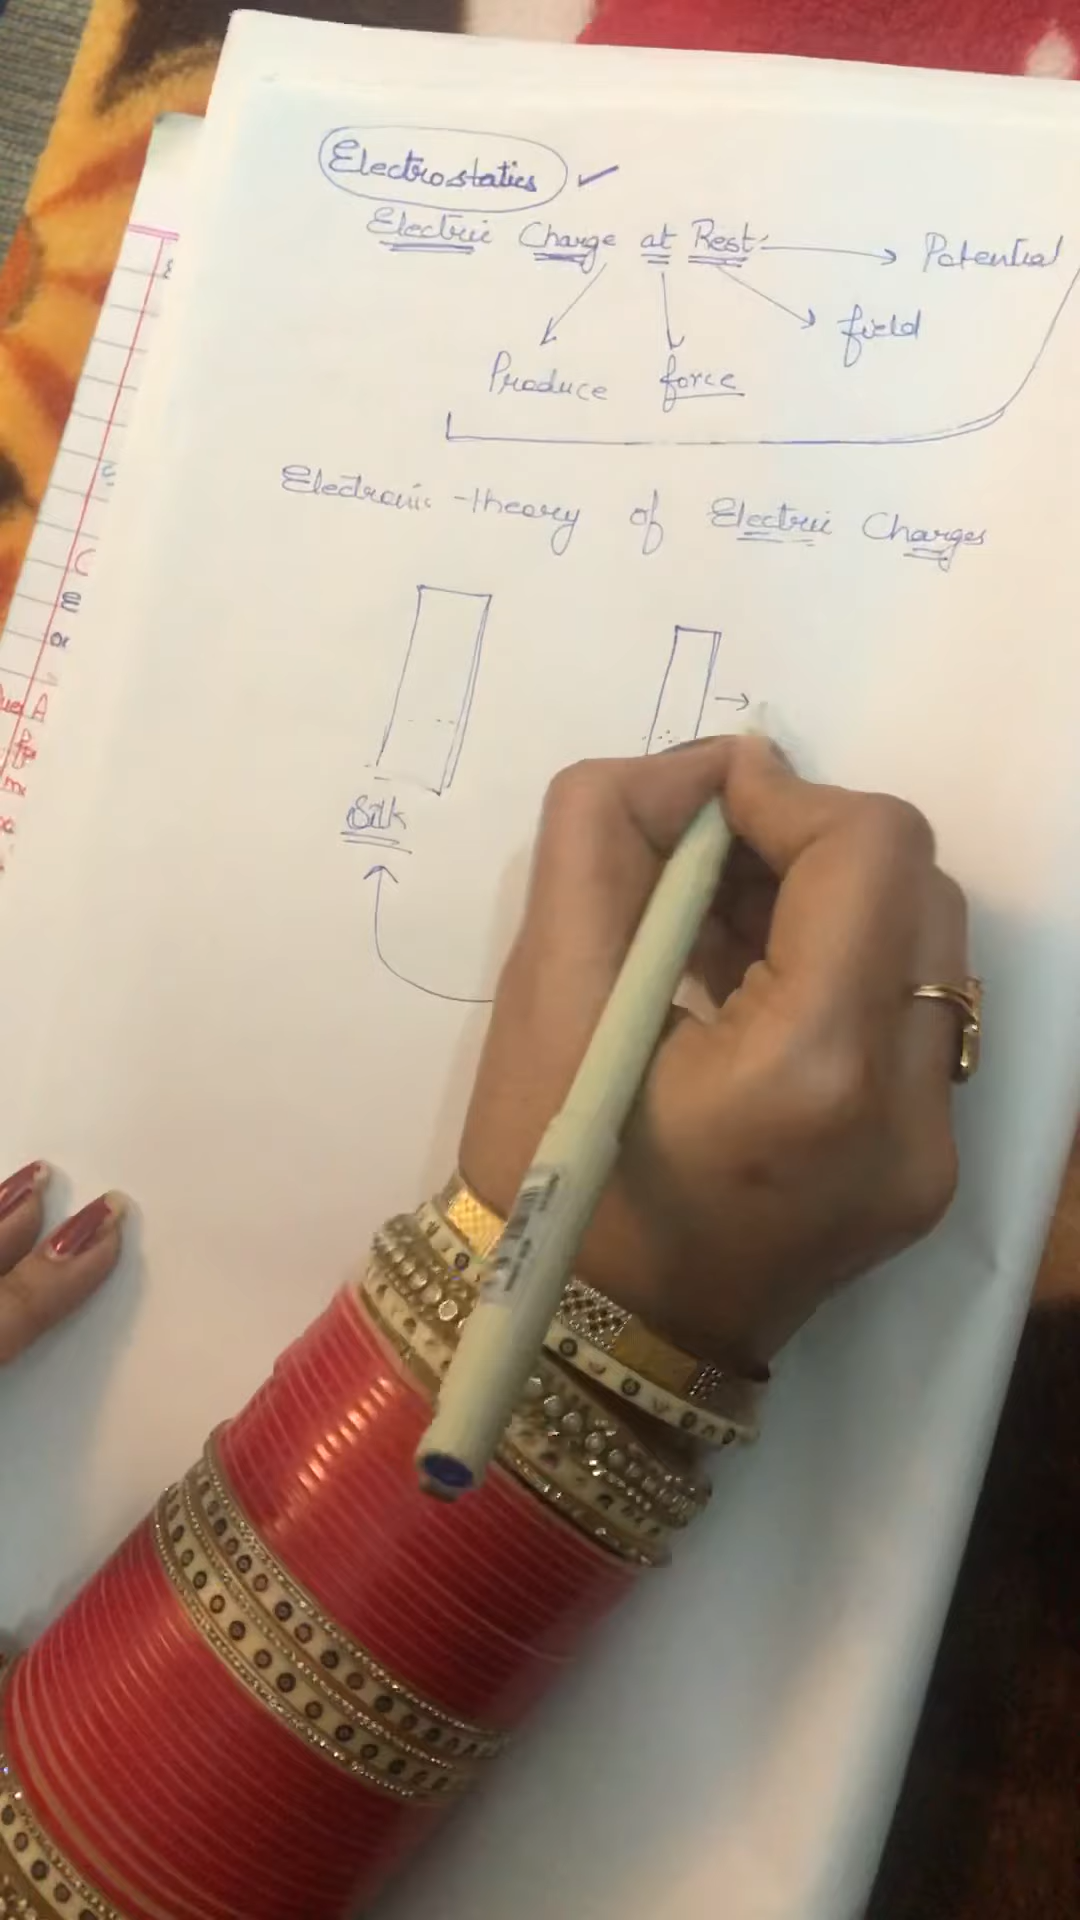 Electrostatics
Electric Charge at Rest → Potential
field
Produce force
Electronic theory of Electric Charges
Silk